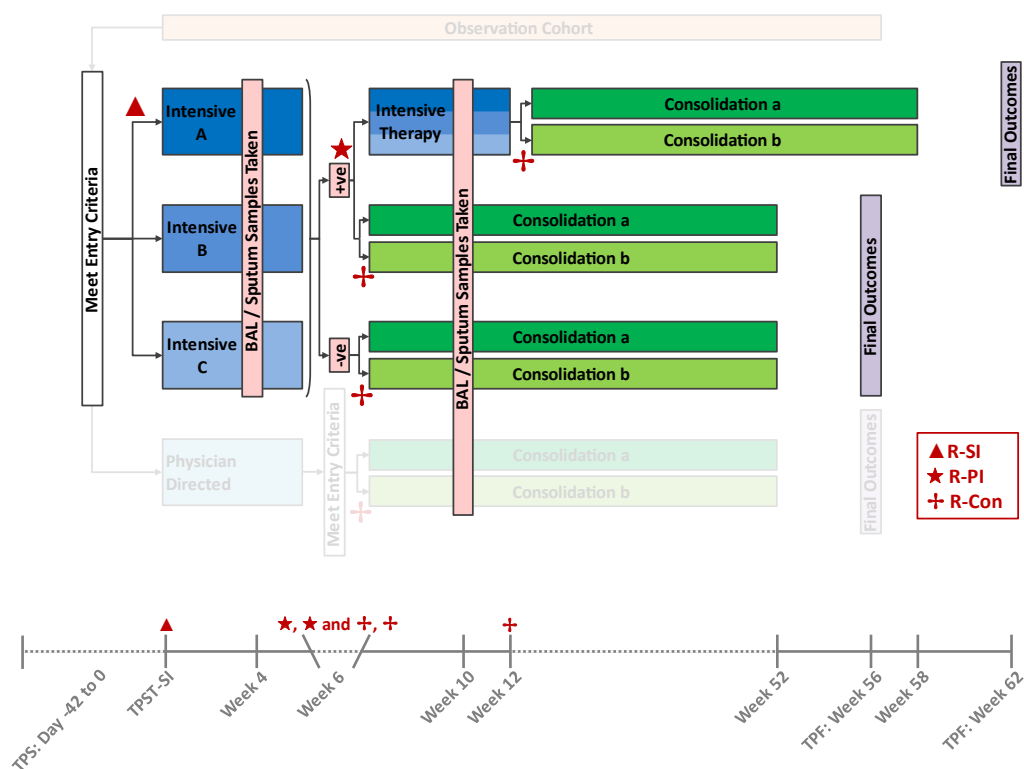 Observation Cohort
Meet Entry Criteria
Intensive
A
Intensive
B
Intensive
C
BAL / Sputum Samples Taken
+ve
-ve
Intensive
Therapy
Consolidation a
Consolidation b
Consolidation a
Consolidation b
Consolidation a
Consolidation b
BAL / Sputum Samples Taken
Final Outcomes
Final Outcomes
Physician
Directed
Meet Entry Criteria
Consolidation a
Consolidation b
Final Outcomes
R-SI
R-PI
R-Con
, and ,
TPS: Day -42 to 0
TPST-SI
Week 4
Week 6
Week 10
Week 12
Week 52
TPF: Week 56
Week 58
TPF: Week 62